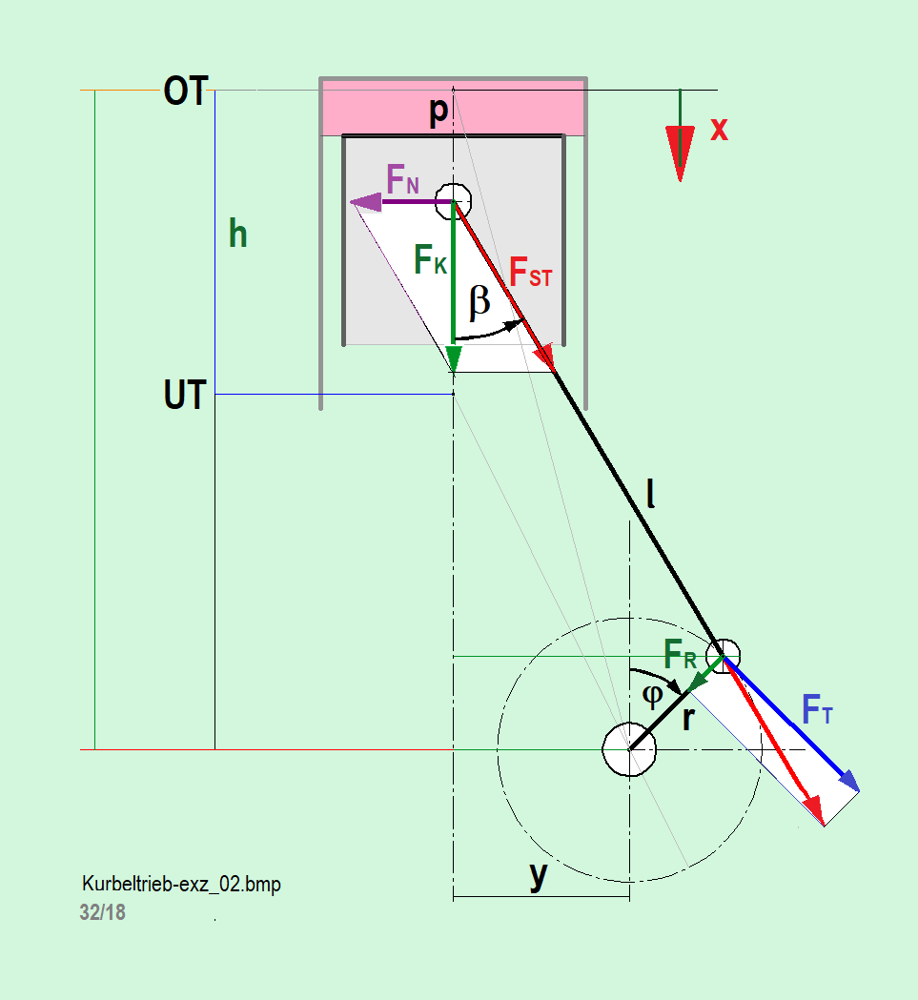 OT
p
x
FN
h
FK
FST
β
UT
l
FR
φ
r
FT
y
Kurbeltrieb-exz_02.bmp
32/18